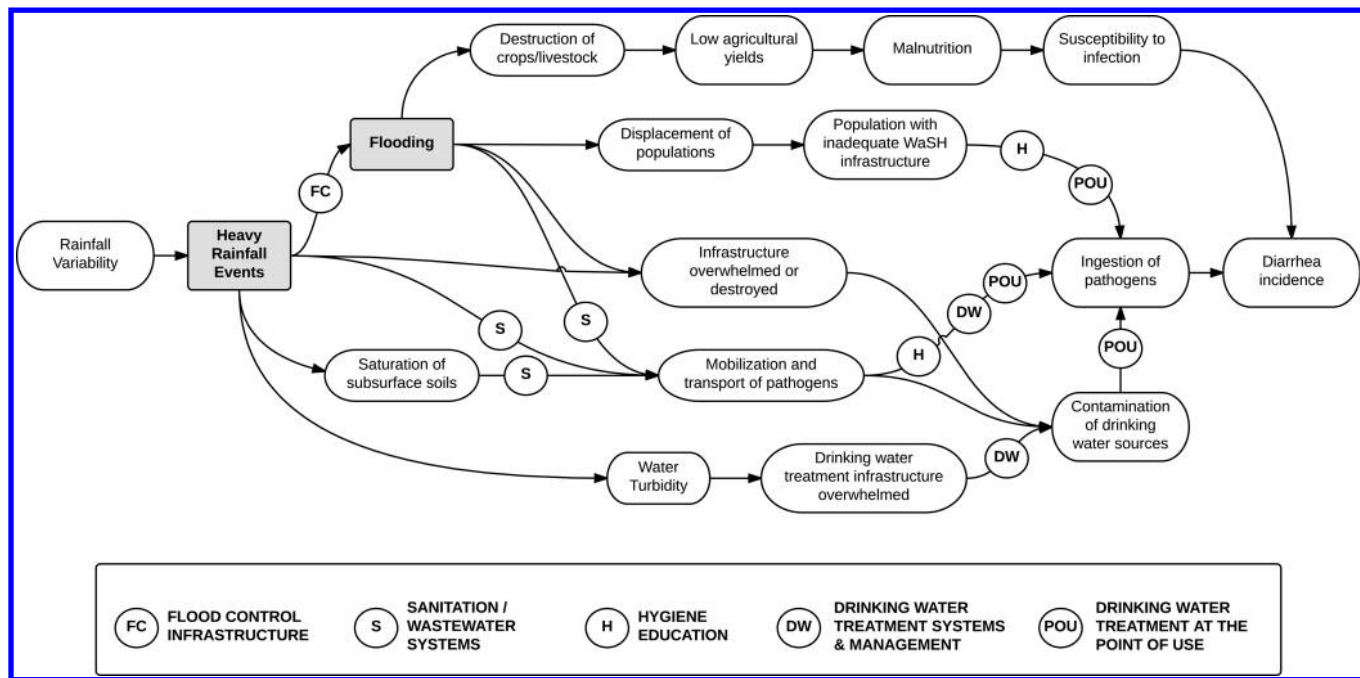 Destruction of
crops/livestock
Low agricultural
yields
Malnutrition
Susceptibility to
infection
Flooding
Displacement of
populations
Population with
inadequate WaSH
infrastructure
H
POU
FC
Rainfall
Variability
Heavy
Rainfall
Events
Infrastructure
overwhelmed or
destroyed
Ingestion of
pathogens
Diarrhea
incidence
POU
DW
S
S
H
POU
Saturation of
subsurface soils
S
Mobilization and
transport of pathogens
Contamination
of drinking
water sources
Water
Turbidity
Drinking water
treatment infrastructure
overwhelmed
DW
FC
FLOOD CONTROL
INFRASTRUCTURE
S
SANITATION /
WASTEWATER
SYSTEMS
H
HYGIENE
EDUCATION
DW
DRINKING WATER
TREATMENT SYSTEMS
& MANAGEMENT
POU
DRINKING WATER
TREATMENT AT THE
POINT OF USE